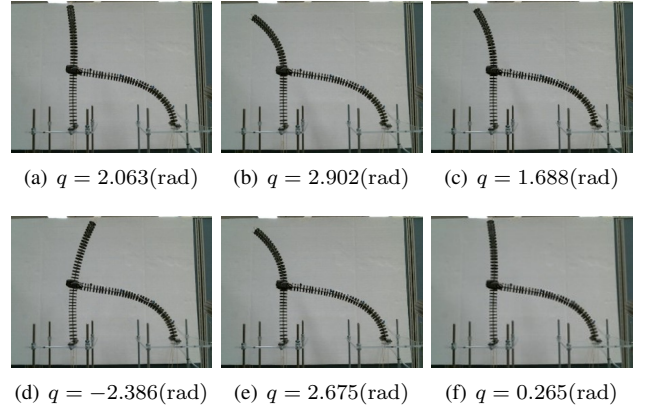 (a) q = 2.063(rad) (b) q = 2.902(rad) (c) q = 1.688(rad)
(d) q = −2.386(rad) (e) q = 2.675(rad) (f) q = 0.265(rad)